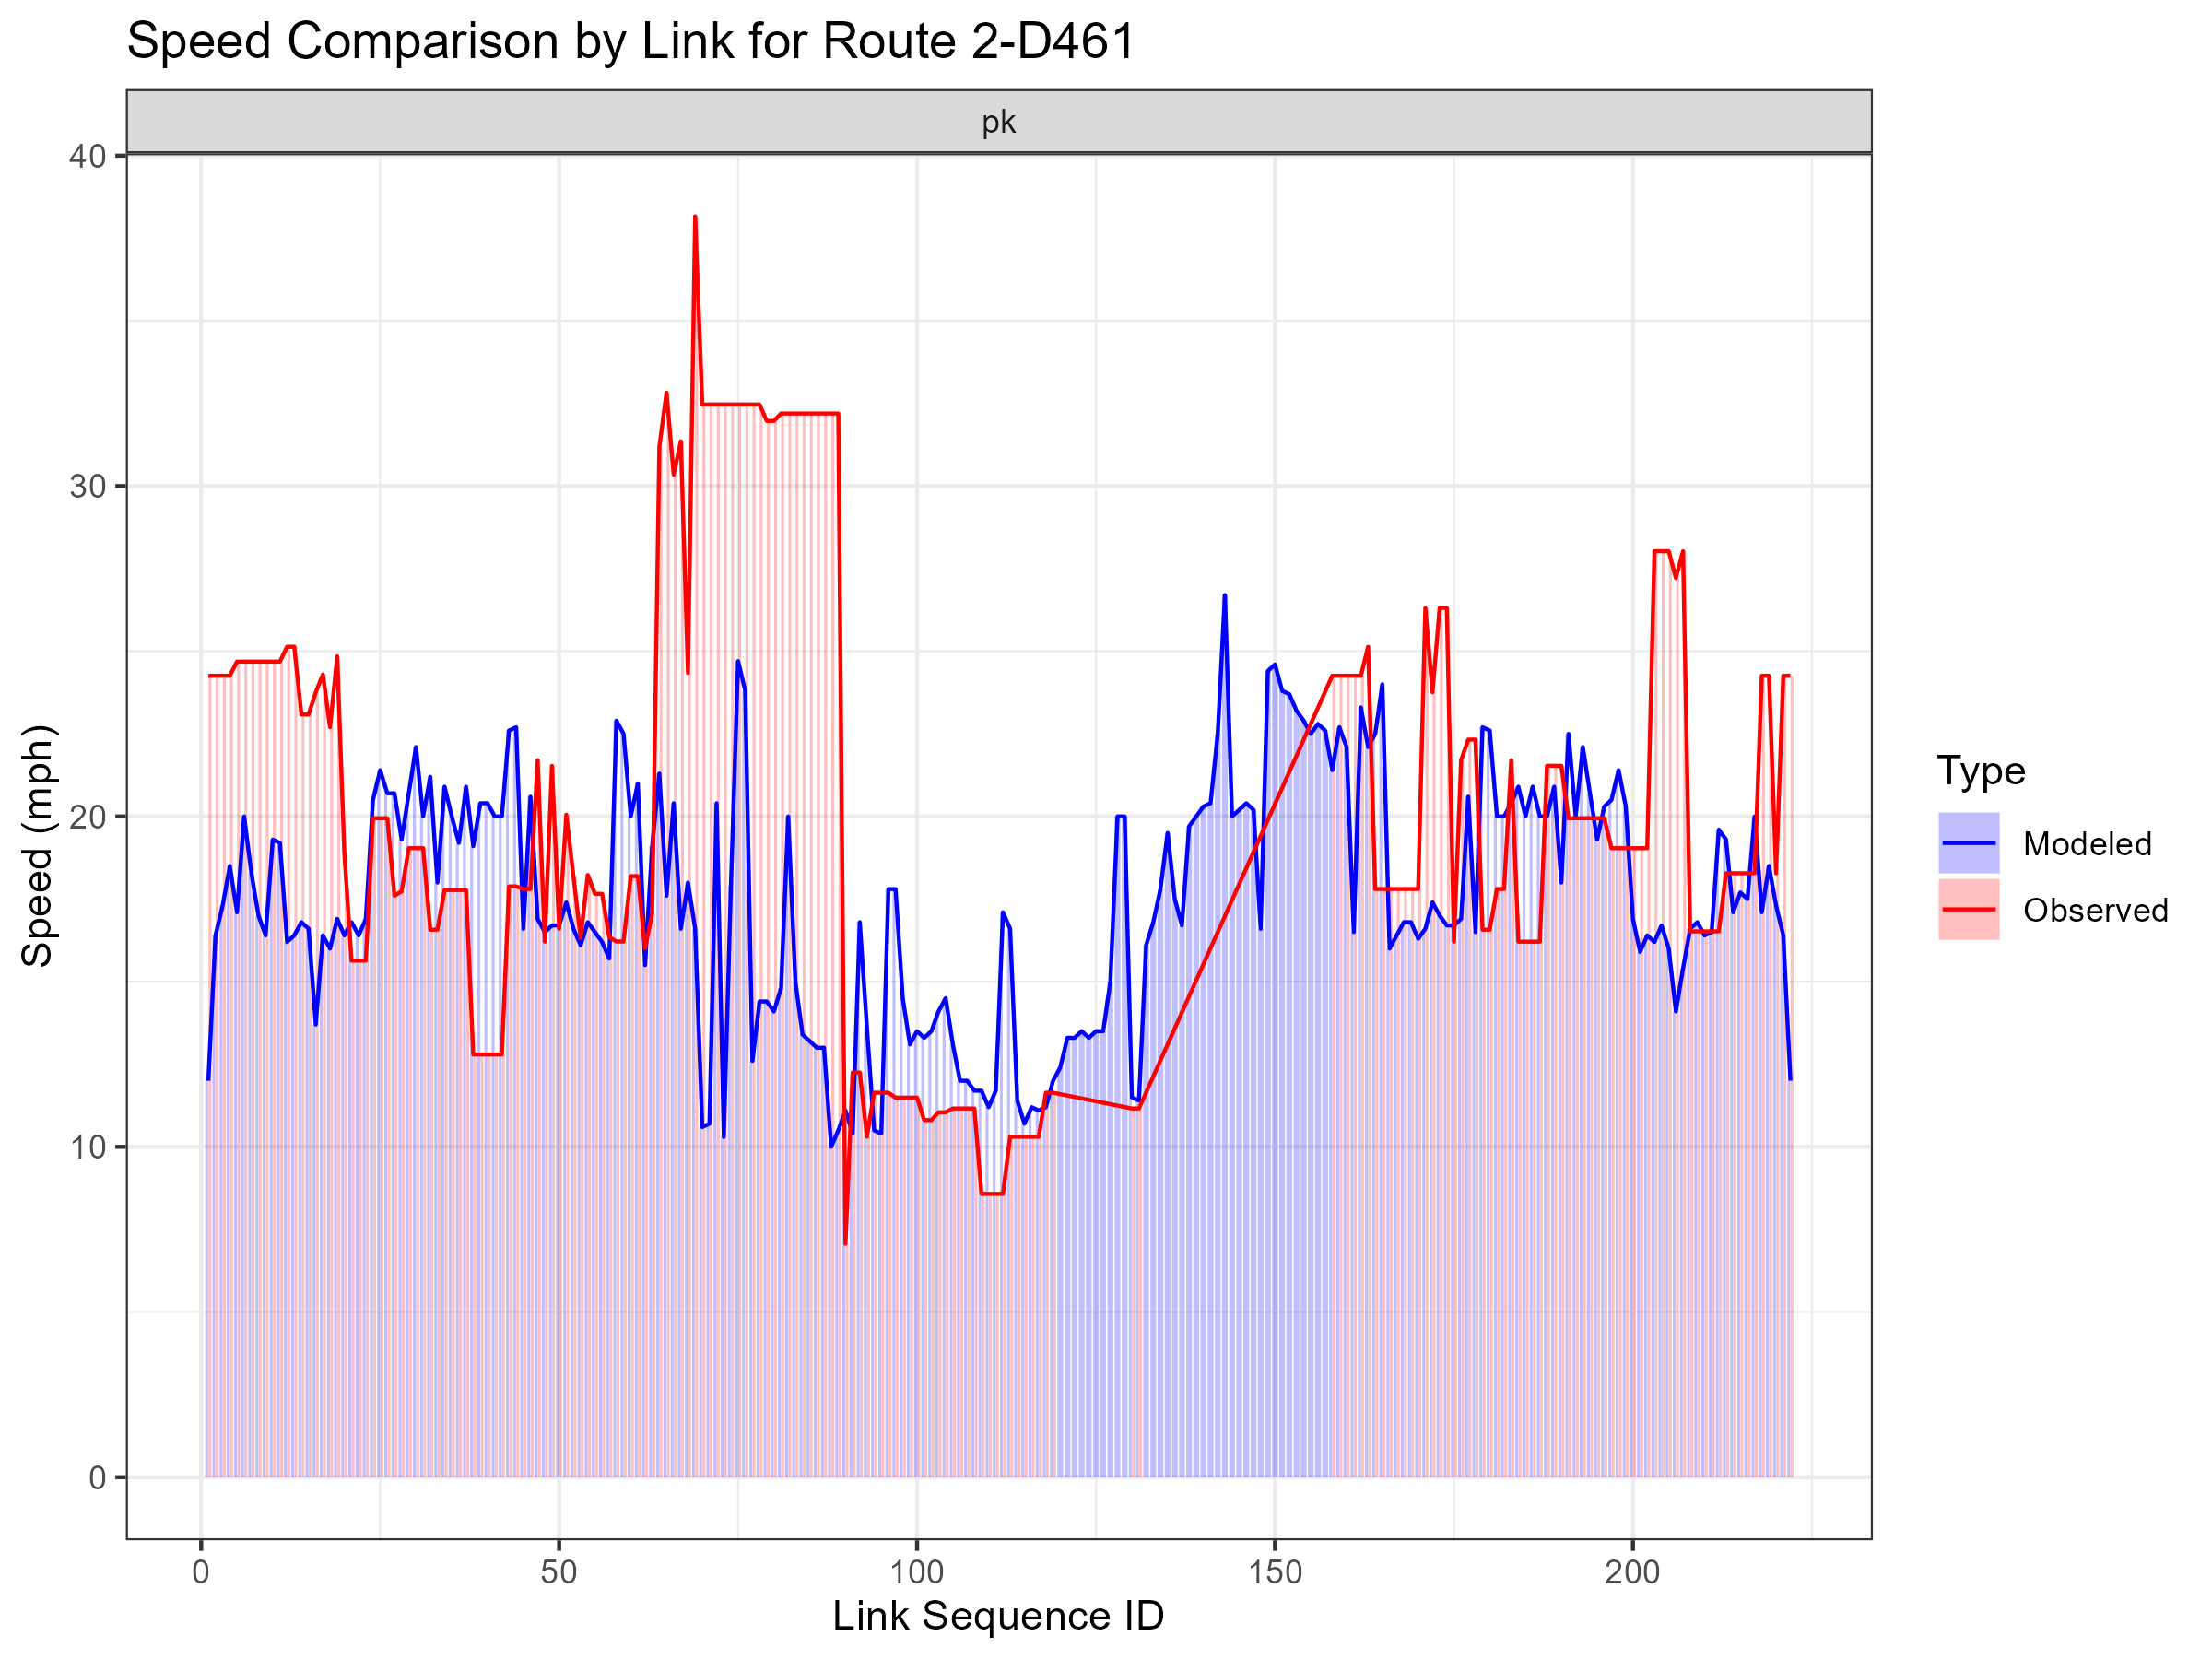 Speed Comparison by Link for Route 2-D461
pk
40
30
20
10
0
Speed (mph)
0 50 100 150 200
Link Sequence ID
Type
Modeled
Observed